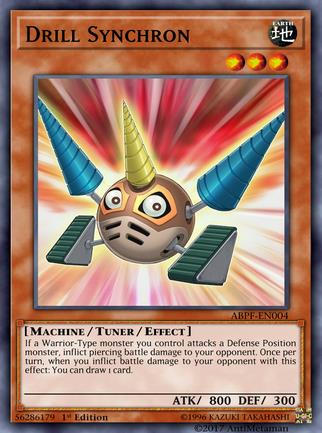 DRILL SYNCHRON
EARTH
地
ABPF-EN004
[MACHINE / TUNER / EFFECT]
If a Warrior-Type monster you control attacks a Defense Position
monster, inflict piercing battle damage to your opponent. Once per
turn, when you inflict battle damage to your opponent with this
effect: You can draw 1 card.
ATK/ 800 DEF/ 300
56286179 1st Edition ©1996 KAZUKI TAKAHASHI
©2017 AntiMetaman